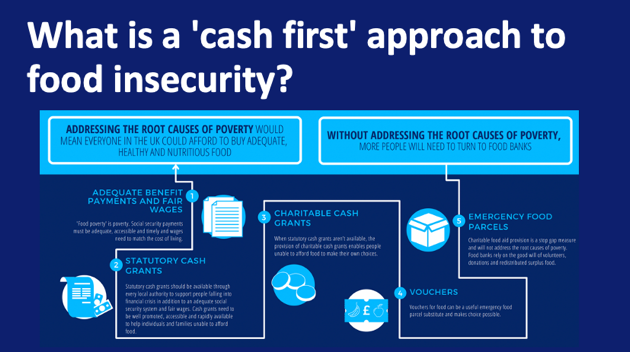 What is a 'cash first' approach to
food insecurity?
ADDRESSING THE ROOT CAUSES OF POVERTY WOULD
MEAN EVERYONE IN THE UK COULD AFFORD TO BUY ADEQUATE,
HEALTHY AND NUTRITIOUS FOOD
WITHOUT ADDRESSING THE ROOT CAUSES OF POVERTY,
MORE PEOPLE WILL NEED TO TURN TO FOOD BANKS
1
ADEQUATE BENEFIT
PAYMENTS AND FAIR
WAGES
'Food poverty' is poverty. Social security payments
must be adequate, accessible and timely and wages
need to match the cost of living.
2
STATUTORY CASH
GRANTS
Statutory cash grants should be available through
every local authority to support people falling into
financial crisis in addition to an adequate social
security system and fair wages. Cash grants need to
be well promoted, accessible and rapidly available
to help individuals and families unable to afford
food.
3
CHARITABLE CASH
GRANTS
When statutory cash grants aren't available, the
provision of charitable cash grants enables people
unable to afford food to make their own choices.
£
4
VOUCHERS
Vouchers for food can be a useful emergency food
parcel substitute and makes choice possible.
5
EMERGENCY FOOD
PARCELS
Charitable food aid provision is a stop gap measure
and will not address the root causes of poverty.
Food banks rely on the good will of volunteers,
donations and redistributed surplus food.